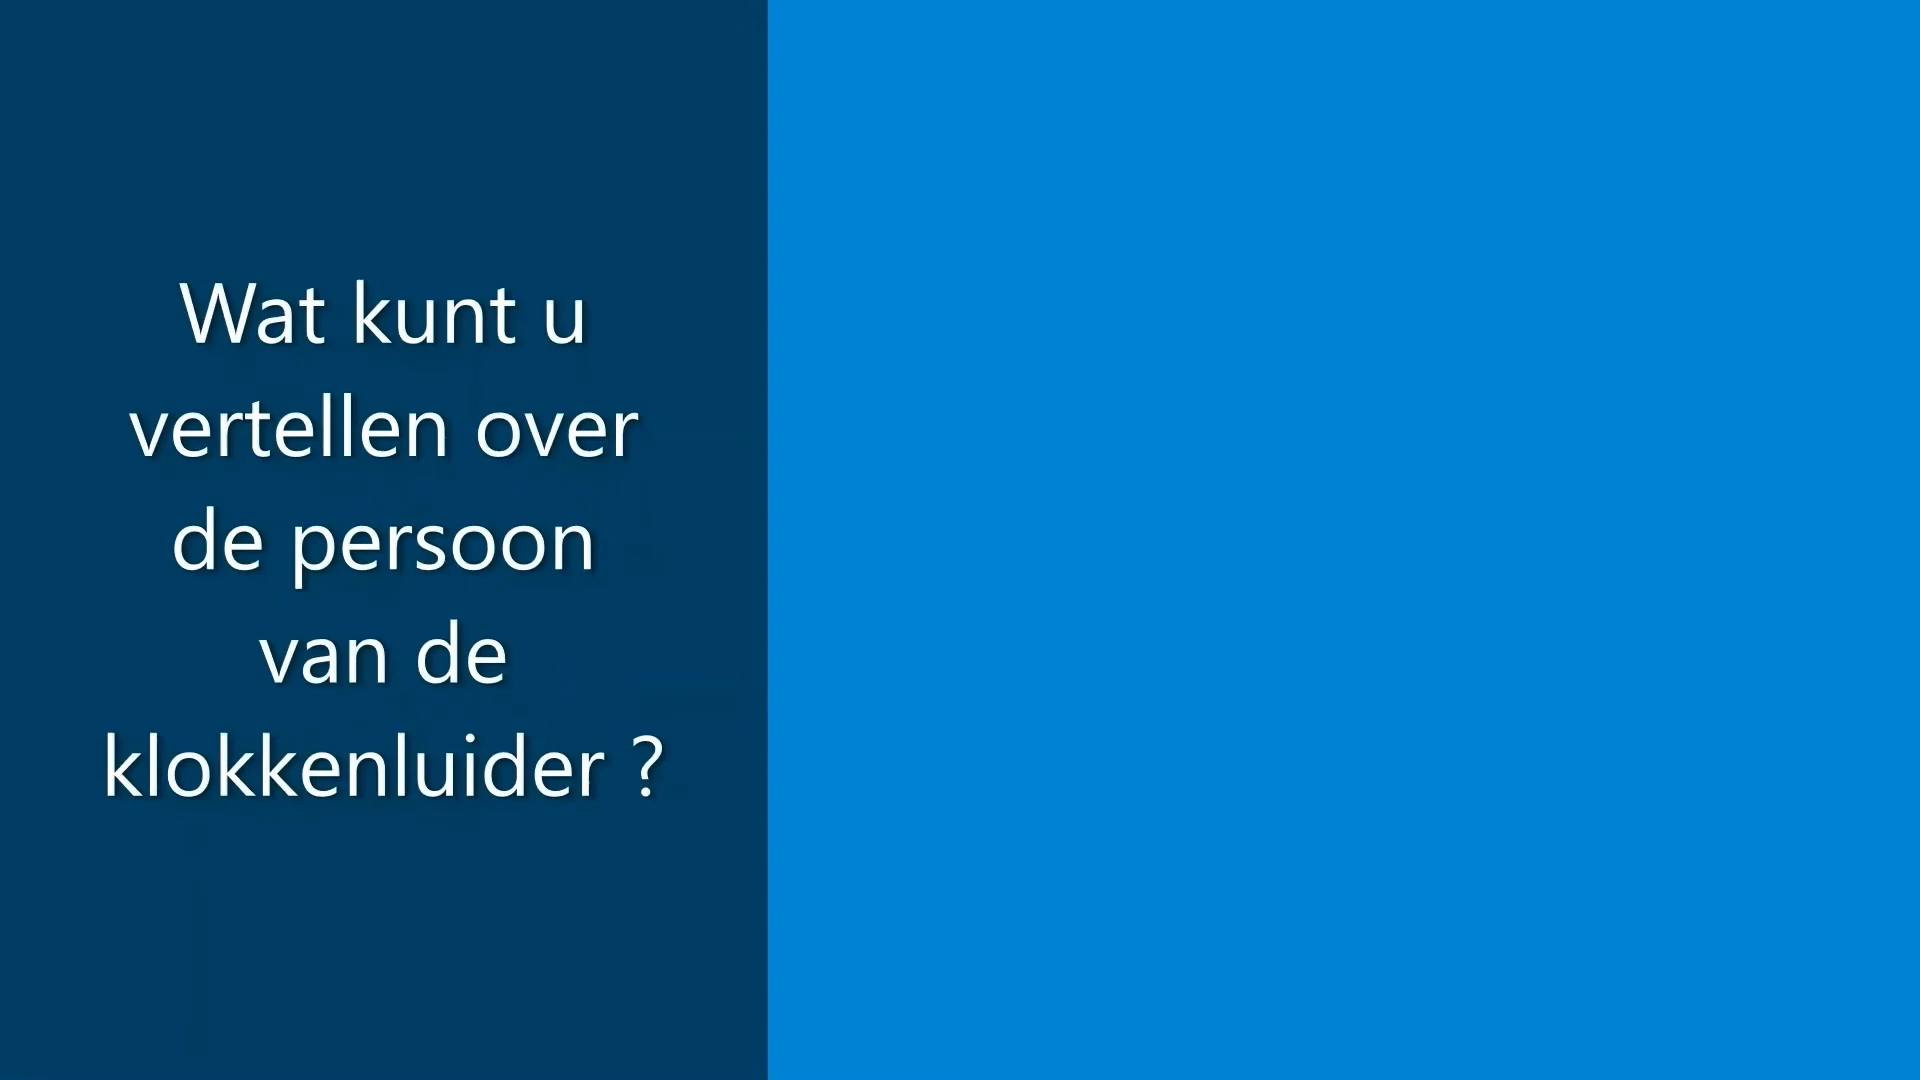 Wat kunt u
vertellen over
de persoon
van de
klokkenluider ?